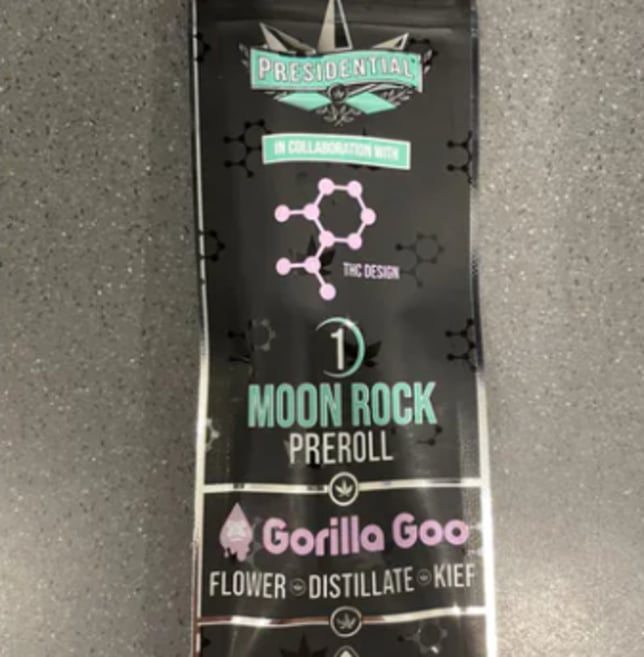 PRESIDENTIAL
IN COLLABORATION WITH
THC DESIGN
1
MOON ROCK
PREROLL
Gorilla Goo
FLOWER DISTILLATE KIEF